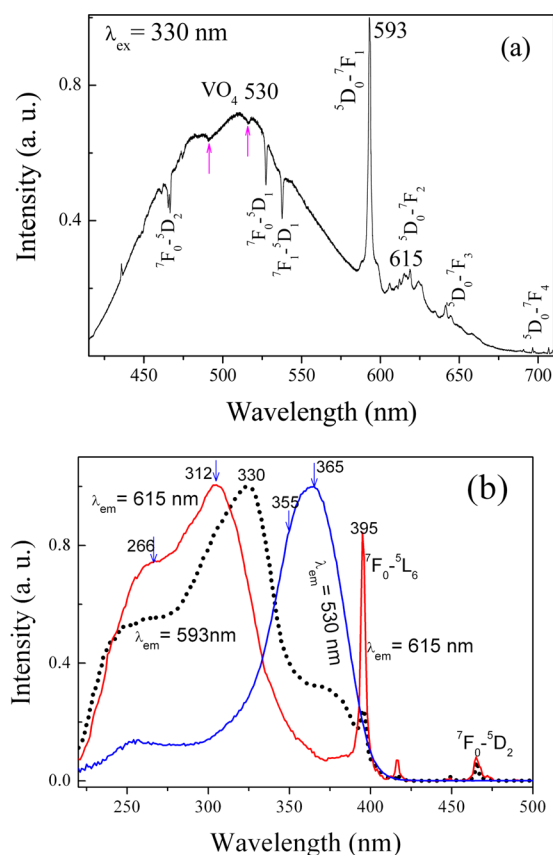 λex = 330 nm
(a)
593
VO4 530
5D0-7F1
7F0-5D2
7F0-5D1
7F1-5D1
5D0-7F2
615
5D0-7F3
5D0-7F4
0.8
0.4
Intensity (a. u.)
450 500 550 600 650 700
Wavelength (nm)
(b)
312 330 365
355
λem = 615 nm
395
266
7F0-5L6
λem = 593nm
λem = 530 nm
λem = 615 nm
7F0-5D2
0.8
0.4
0.0
Intensity (a. u.)
250 300 350 400 450 500
Wavelength (nm)